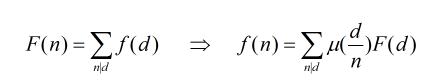 F(n) = ∑_{n|d} f(d) ⇒ f(n) = ∑_{n|d} μ(d/n)F(d)